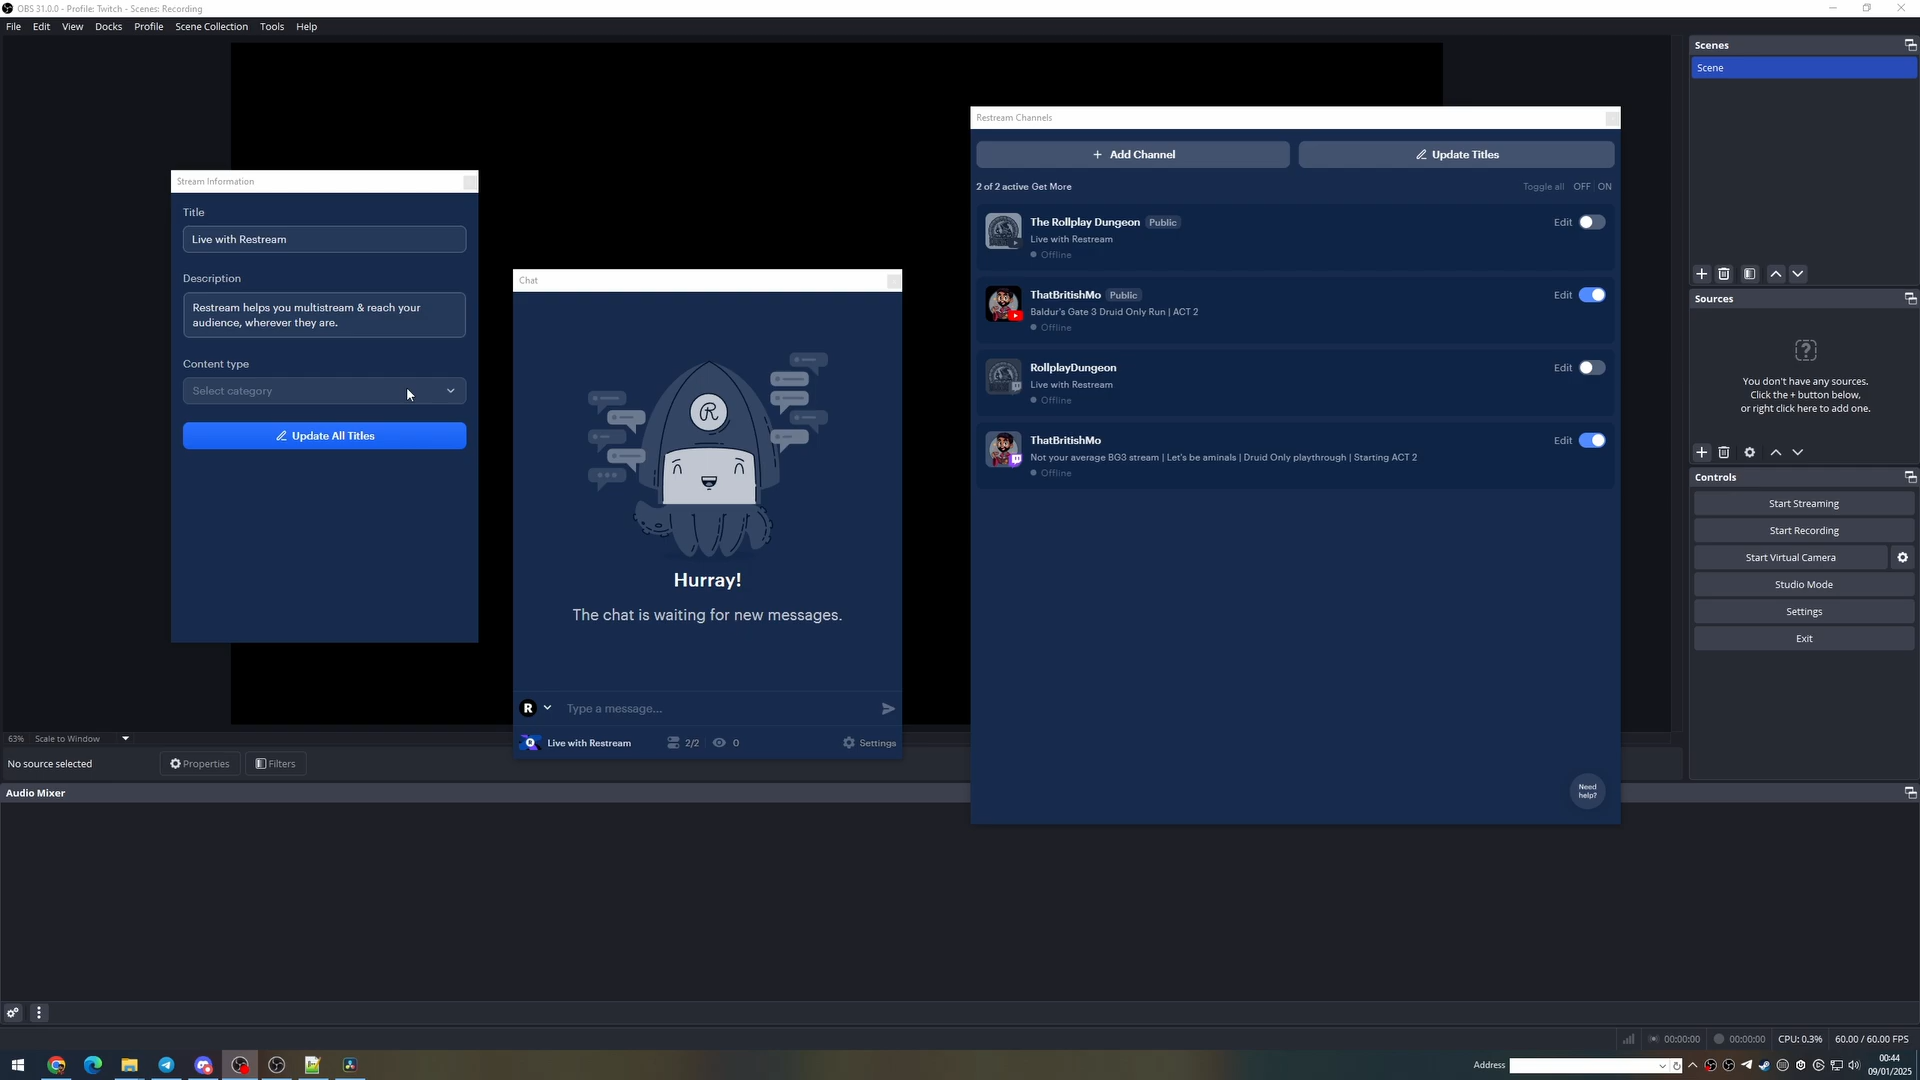 OBS 31.0.0 - Profile: Twitch - Scenes: Recording
File Edit View Docks Profile Scene Collection Tools Help
Stream Information
Title
Live with Restream
Description
Restream helps you multistream & reach your
audience, wherever they are.
Content type
Select category
Update All Titles
Chat
R
Hurray!
The chat is waiting for new messages.
R
Type a message...
Live with Restream 2/2 0 Settings
Restream Channels
Add Channel
Update Titles
2 of 2 active Get More
Toggle all OFF ON
The Rollplay Dungeon Public
Edit
Live with Restream
Offline
ThatBritishMo Public
Edit
Baldur's Gate 3 Druid Only Run | ACT 2
Offline
RollplayDungeon
Edit
Live with Restream
Offline
ThatBritishMo
Edit
Not your average BG3 stream | Let's be aminals | Druid Only playthrough | Starting ACT 2
Offline
Need
help?
Scenes
Scene
Sources
You don't have any sources.
Click the + button below,
or right click here to add one.
Controls
Start Streaming
Start Recording
Start Virtual Camera
Studio Mode
Settings
Exit
63% Scale to Window
No source selected
Properties
Filters
Audio Mixer
00:00:00 00:00:00 CPU: 0.3% 60.00 / 60.00 FPS
Address
00:44
09/01/2025